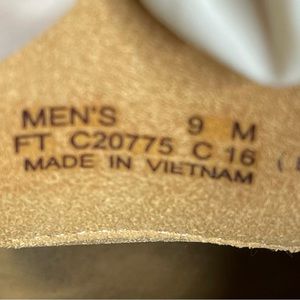 MEN'S 9 M
FT C20775 C 16
MADE IN VIETNAM